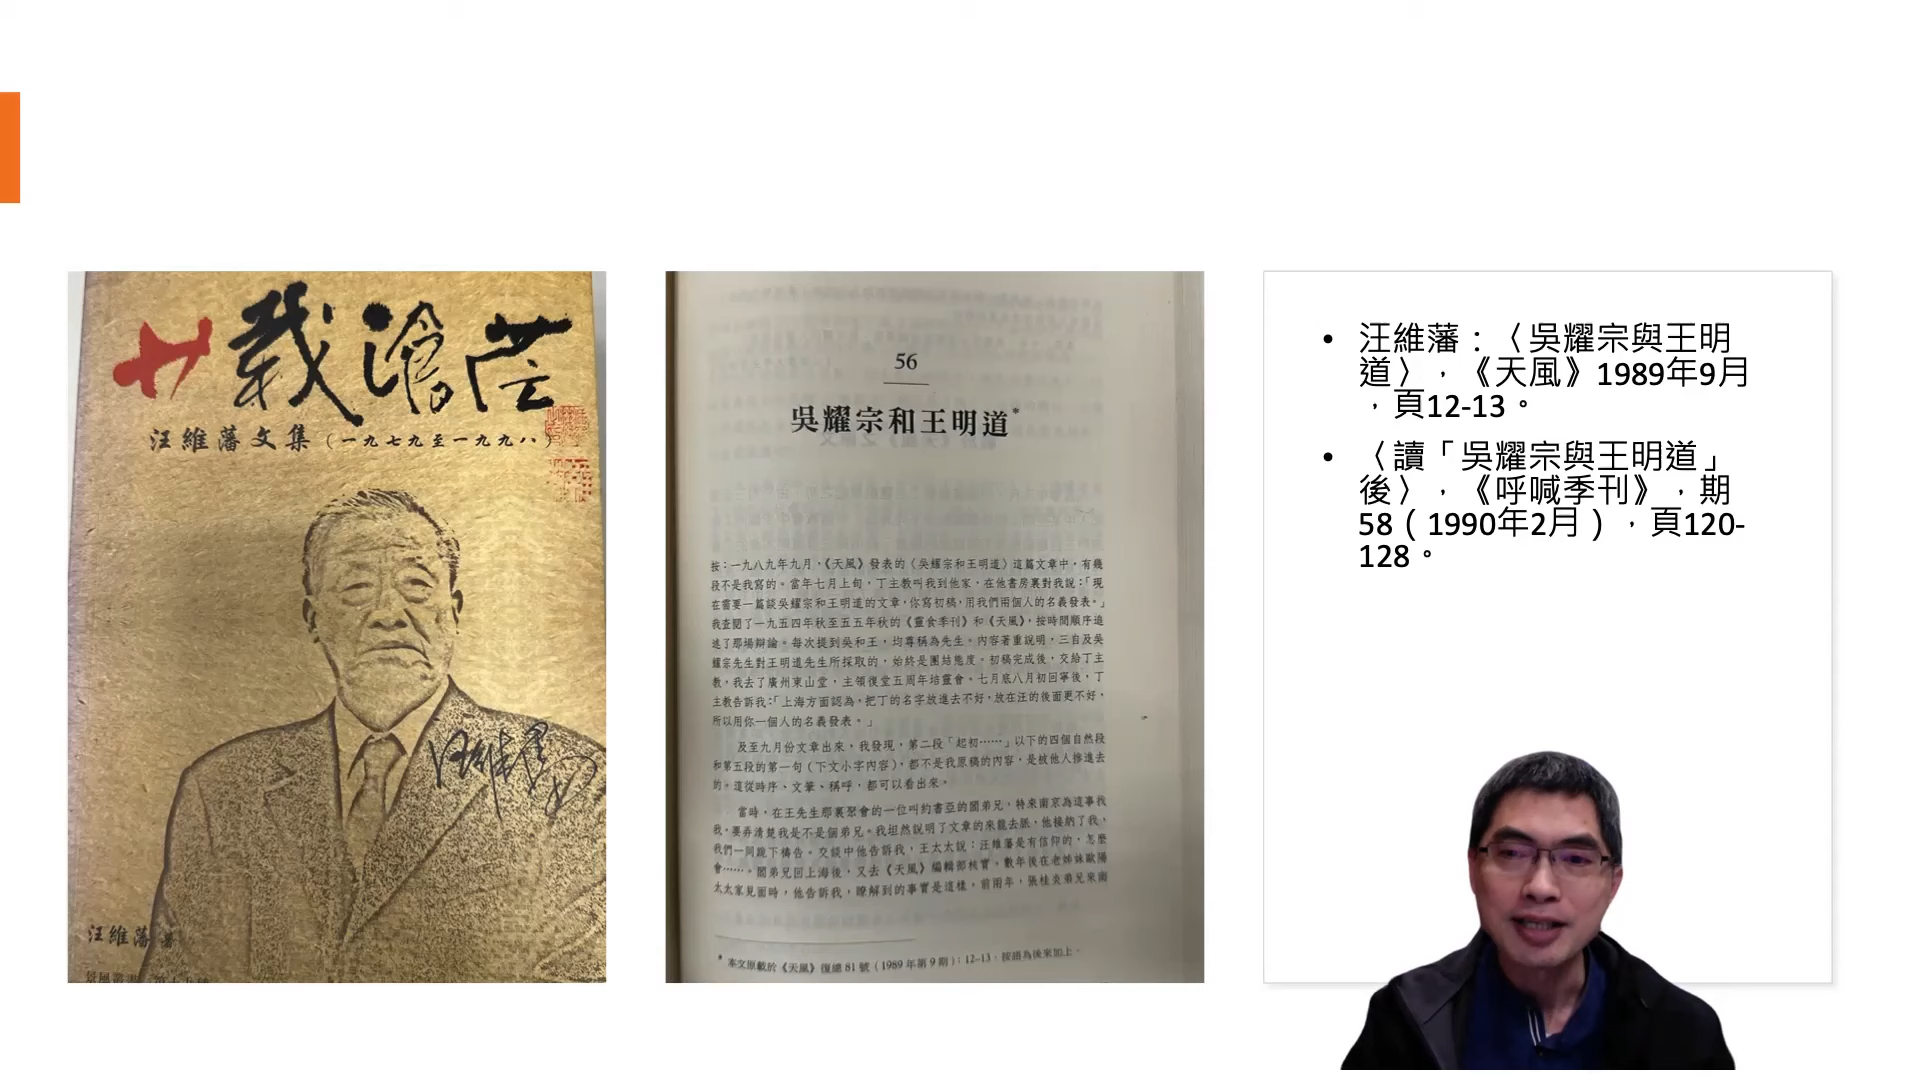 廿載滄茫
汪維藩文集（一九七九至一九九八）
汪維藩 著
56
吳耀宗和王明道*
按：一九八九年九月，《天風》發表的〈吳耀宗和王明道〉這篇文章中，有幾
段不是我寫的。當年七月上旬，丁主教叫我到他家，在他書房裏對我說：「現
在需要一篇談吳耀宗和王明道的文章，你寫初稿，用我們兩個人的名義發表。」
我查閱了一九五四年秋至五五年秋的《靈食季刊》和《天風》，按時間順序追
述了那場辯論。每次提到吳和王，均尊稱為先生。內容著重說明，三自及吳
耀宗先生對王明道先生所採取的，始終是團結態度。初稿完成後，交給丁主
教，我去了廣州東山堂，主領復堂五周年培靈會。七月底八月初回寧後，丁
主教告訴我：「上海方面認為，把丁的名字放進去不好，放在汪的後面更不好，
所以用你一個人的名義發表。」
及至九月份文章出來，我發現，第二段「起初……」以下的四個自然段
和第五段的第一句（下文小字內容），都不是我原稿的內容，是被他人摻進去
的。這從時序、文筆、稱呼，都可以看出來。
當時，在王先生那裏聚會的一位叫約書亞的閻弟兄，特來南京為這事找
我，要弄清楚我是不是個弟兄。我坦然說明了文章的來龍去脈，他接納了我，
我們一同跪下禱告。交談中他告訴我，王太太說：汪維藩是有信仰的，怎麼
會……。閻弟兄回上海後，又去《天風》編輯部核實。數年後在老姊妹歐陽
太太家見面時，他告訴我，瞭解到的事實是這樣，前兩年，張桂炎弟兄來南
* 本文原載於《天風》復總 81 號（1989 年第 9 期）：12-13。按語為後來加上。
• 汪維藩：〈吳耀宗與王明
道〉，《天風》1989年9月
，頁12-13。
• 〈讀「吳耀宗與王明道」
後〉，《呼喊季刊》，期
58（1990年2月），頁120-
128。